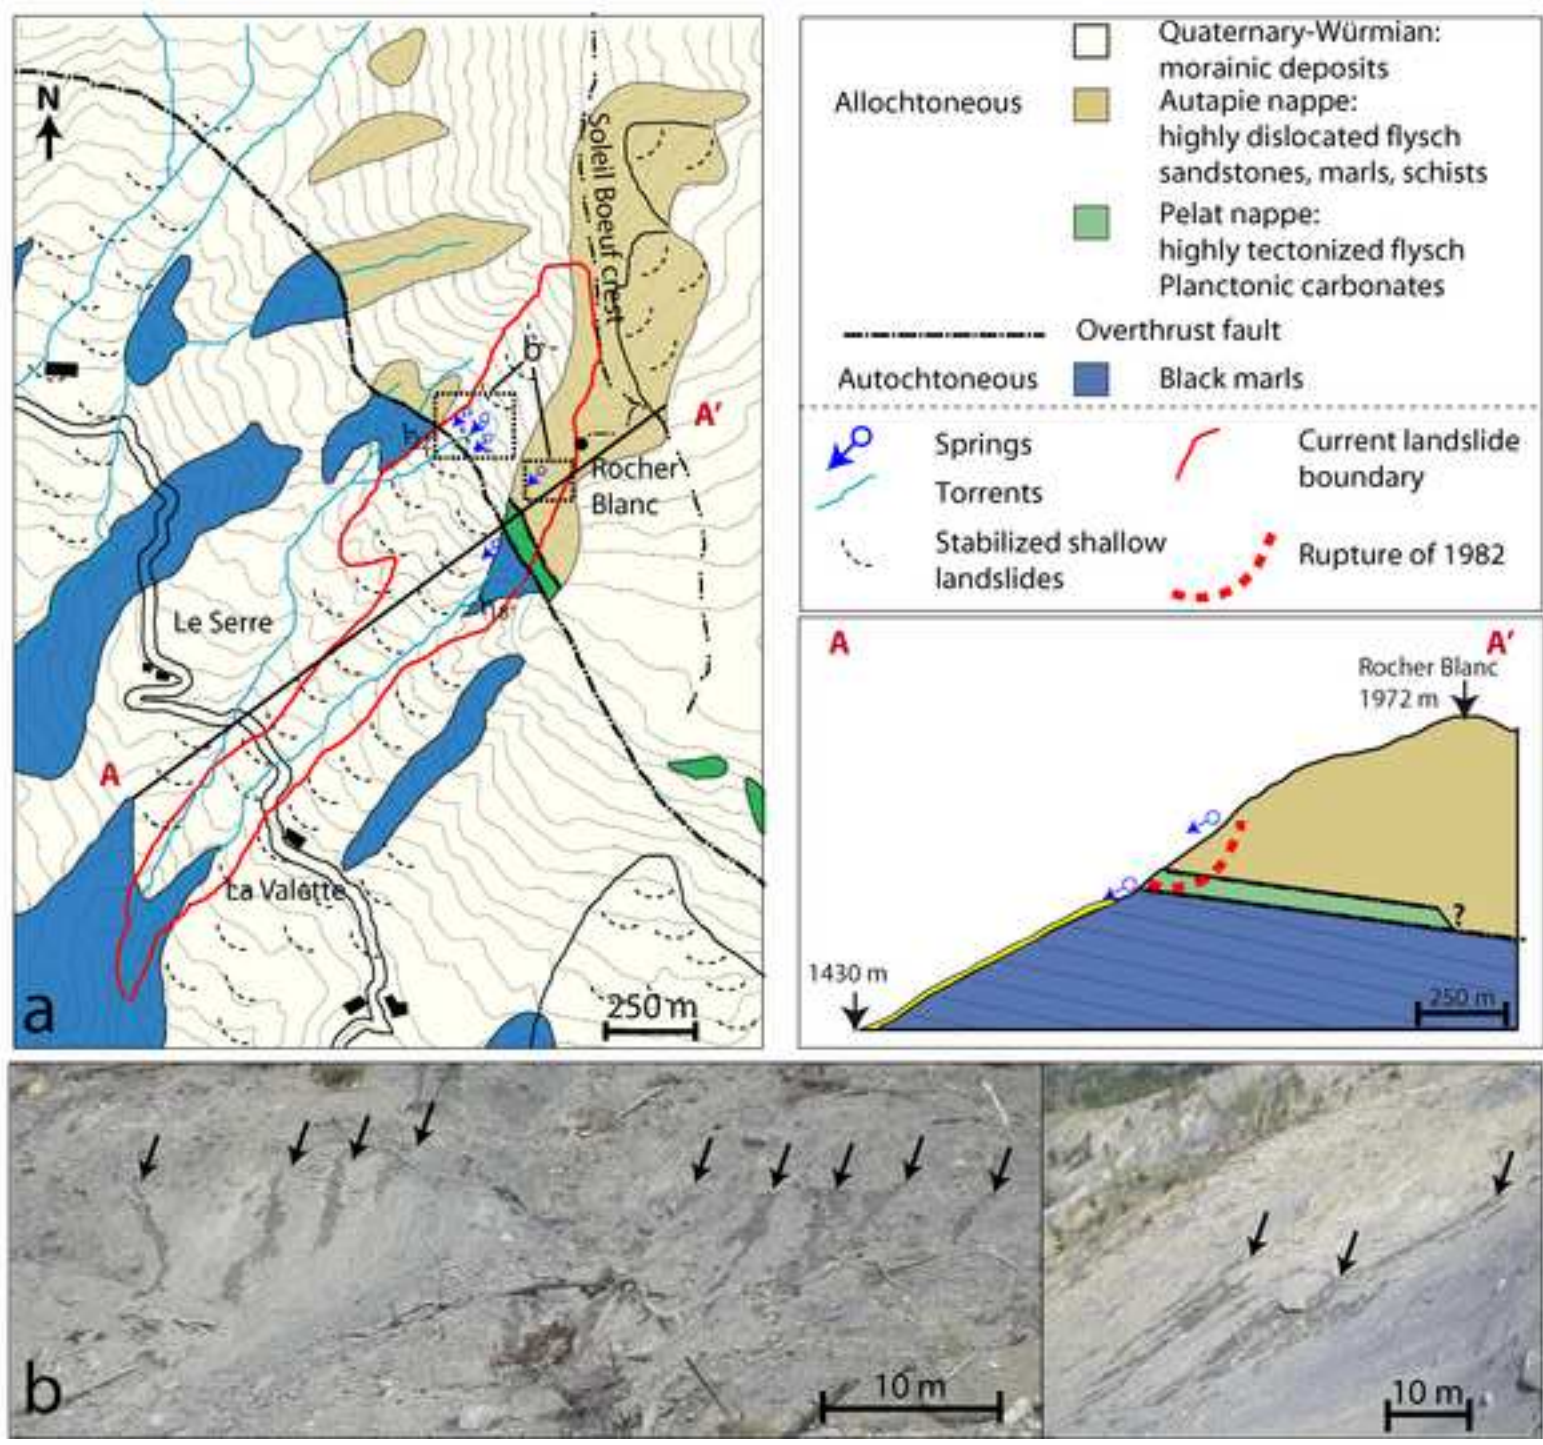 N
Soleil Boeuf crest
b
A'
Rocher
Blanc
Le Serre
A
La Valette
a
250 m
Allochtoneous
Quaternary-Würmian:
morainic deposits
Autapie nappe:
highly dislocated flysch
sandstones, marls, schists
Pelat nappe:
highly tectonized flysch
Planctonic carbonates
Overthrust fault
Autochtoneous
Black marls
Springs
Torrents
Stabilized shallow
landslides
Current landslide
boundary
Rupture of 1982
A
A'
Rocher Blanc
1972 m
?
1430 m
250 m
b
10 m
10 m